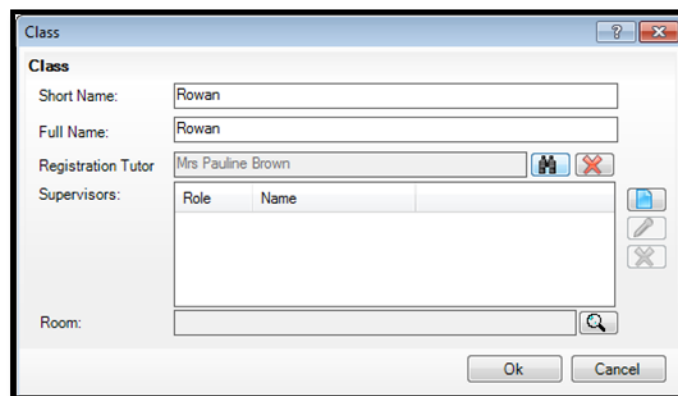 Class
Class
Short Name: Rowan
Full Name: Rowan
Registration Tutor Mrs Pauline Brown
Supervisors: Role Name
Room:
Ok Cancel